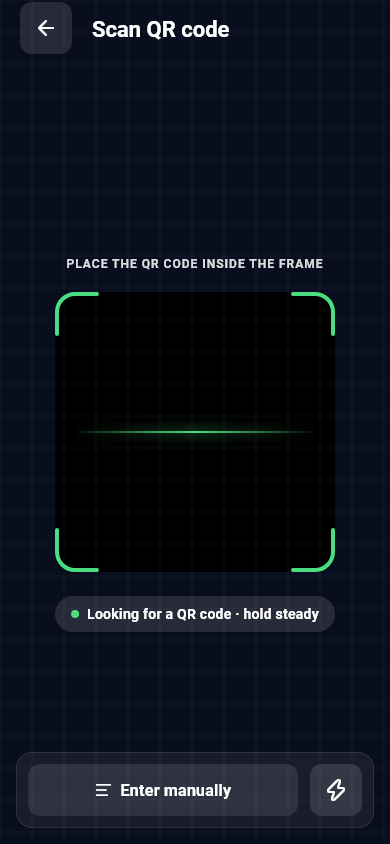 Scan QR code
PLACE THE QR CODE INSIDE THE FRAME
Looking for a QR code · hold steady
Enter manually